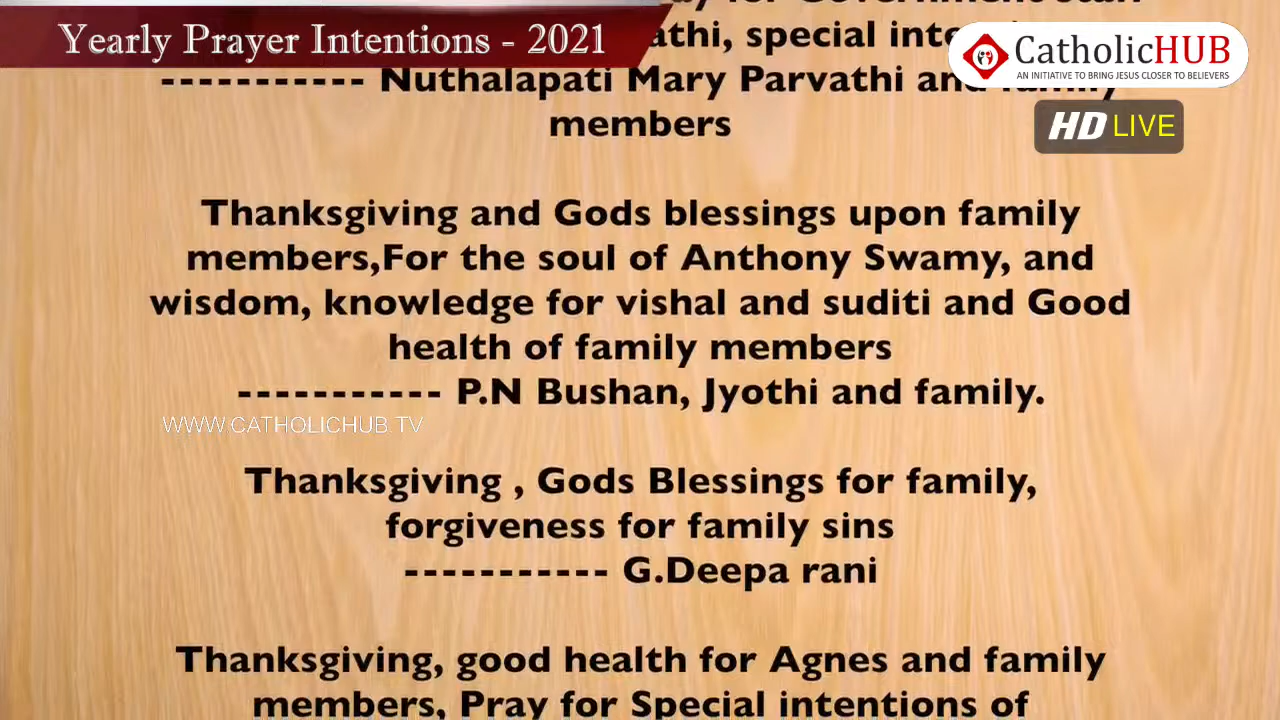 Yearly Prayer Intentions - 2021
for Government
special
CatholicHUB
AN INITIATIVE TO BRING JESUS CLOSER TO BELIEVERS
HD LIVE
----------- Nuthalapati Mary Parvathi and family
members
Thanksgiving and Gods blessings upon family
members,For the soul of Anthony Swamy, and
wisdom, knowledge for vishal and suditi and Good
health of family members
----------- P.N Bushan, Jyothi and family.
WWW.CATHOLICHUB.TV
Thanksgiving , Gods Blessings for family,
forgiveness for family sins
----------- G.Deepa rani
Thanksgiving, good health for Agnes and family
members, Pray for Special intentions of